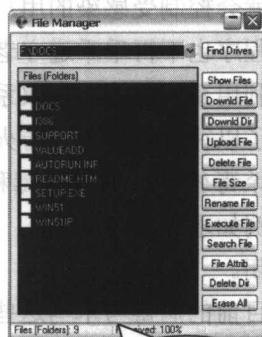 File Manager
F:\DOCS
Find Drives
Files (Folders)
Show Files
Downld File
DOCS
I386
Downld Dir
SUPPORT
Upload File
VALUEADD
AUTORUN.INF
Delete File
README.HTM
File Size
SETUP.EXE
WIN51
Rename File
WIN51IP
Execute File
Search File
File Attrib
Delete Dir
Erase All
Files [Folders]: 9
Received: 100%